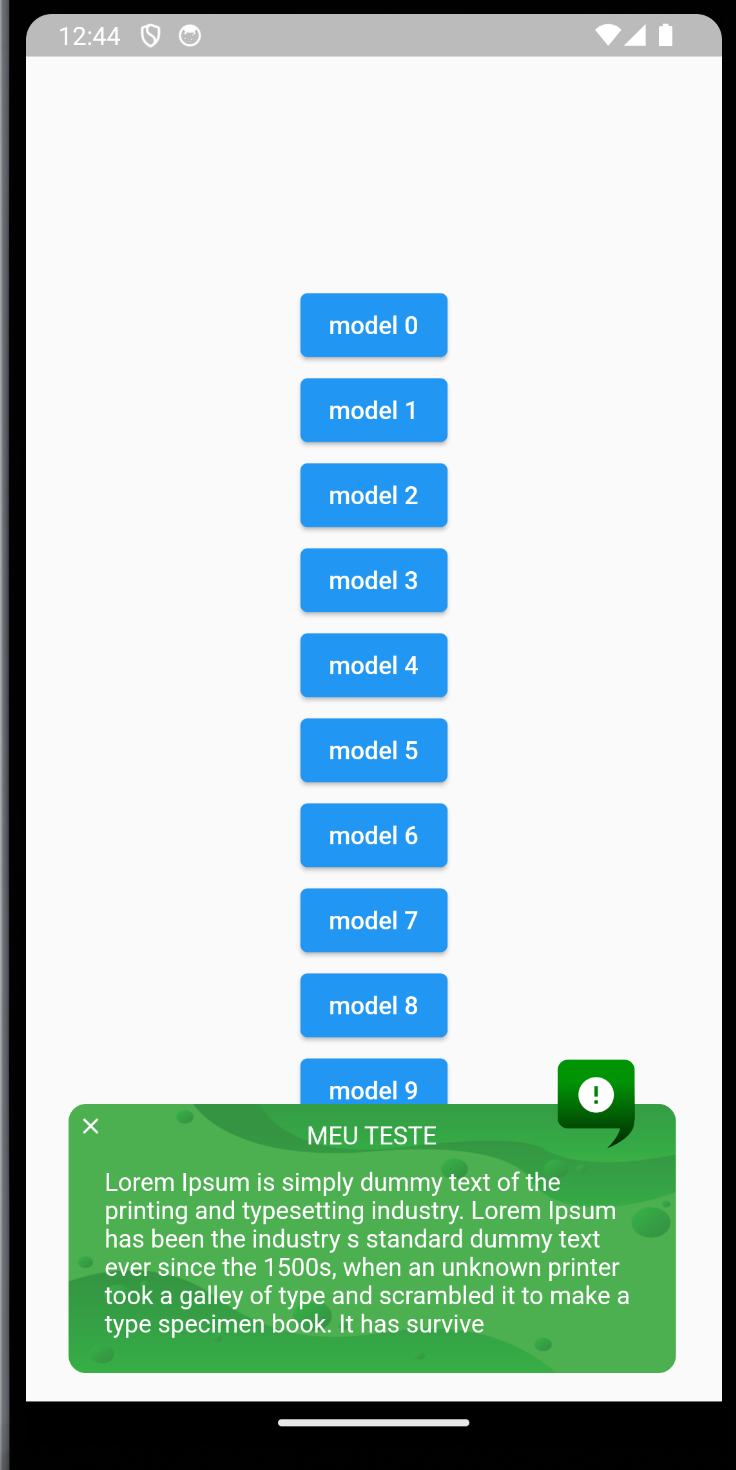 12:44
model 0
model 1
model 2
model 3
model 4
model 5
model 6
model 7
model 8
model 9
!
MEU TESTE
Lorem Ipsum is simply dummy text of the
printing and typesetting industry. Lorem Ipsum
has been the industry s standard dummy text
ever since the 1500s, when an unknown printer
took a galley of type and scrambled it to make a
type specimen book. It has survive